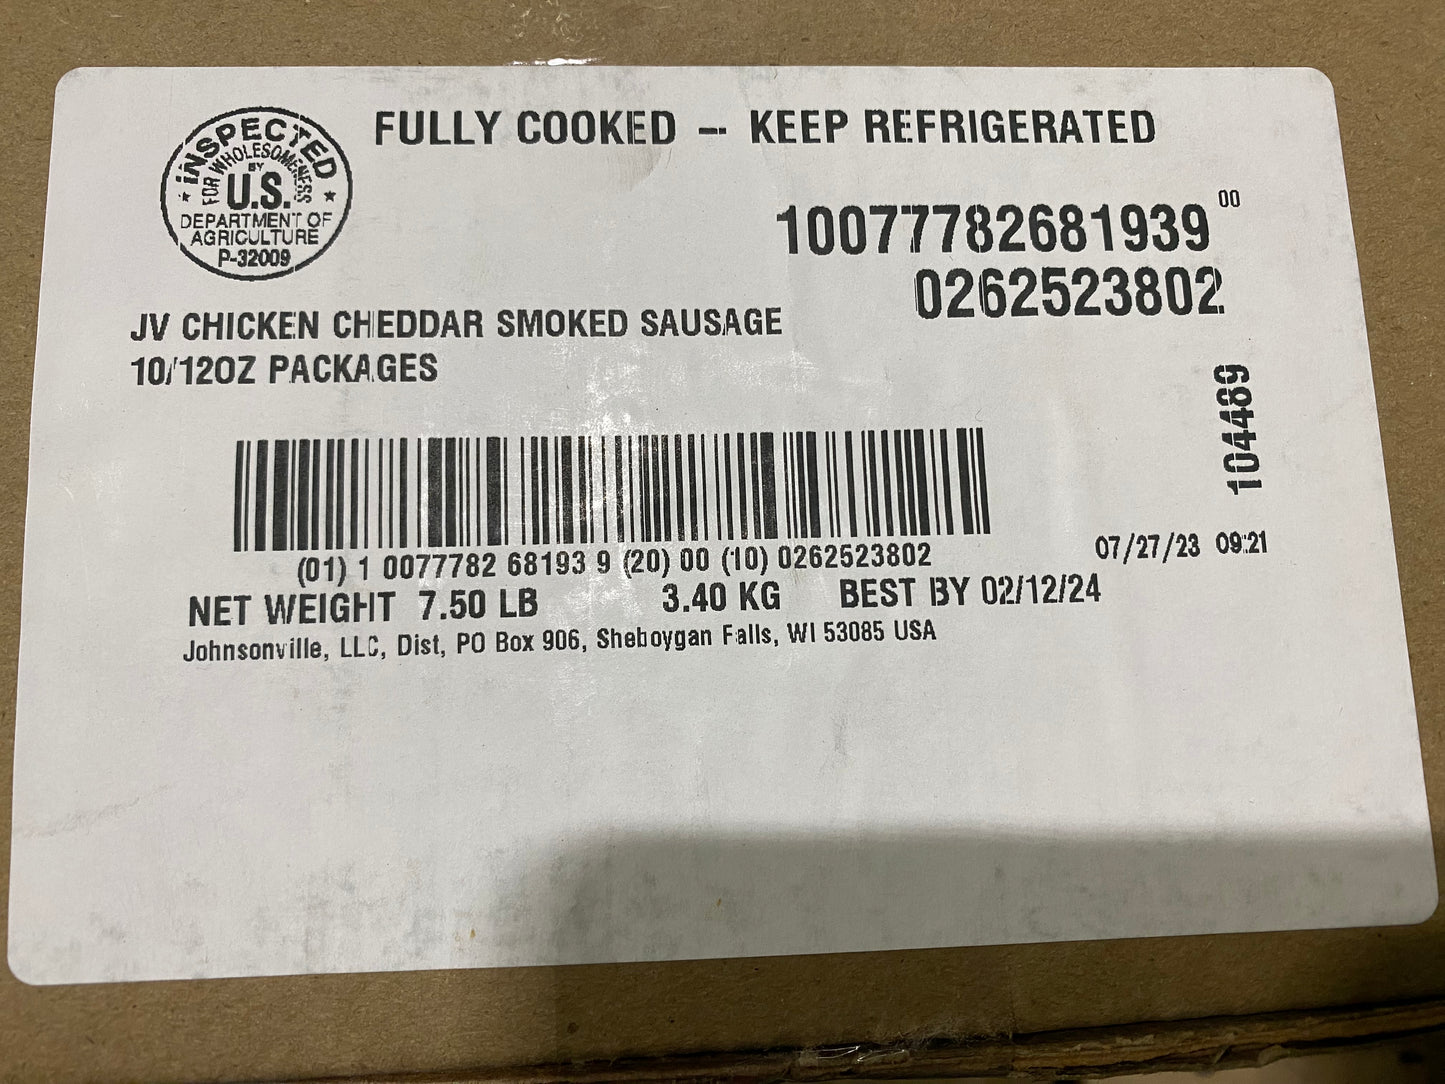 FULLY COOKED -- KEEP REFRIGERATED
INSPECTED
FOR WHOLESOMENESS
BY
U.S.
DEPARTMENT OF
AGRICULTURE
P-32009
10077782681939 00
0262523802
JV CHICKEN CHEDDAR SMOKED SAUSAGE
10/12OZ PACKAGES
104489
(01) 1 0077782 68193 9 (20) 00 (10) 0262523802
07/27/23 09:21
NET WEIGHT 7.50 LB 3.40 KG BEST BY 02/12/24
Johnsonville, LLC, Dist, PO Box 906, Sheboygan Falls, WI 53085 USA